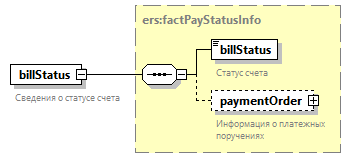 ers:factPayStatusInfo
billStatus
Сведения о статусе счета
billStatus
Статус счета
paymentOrder
Информация о платежных
поручениях